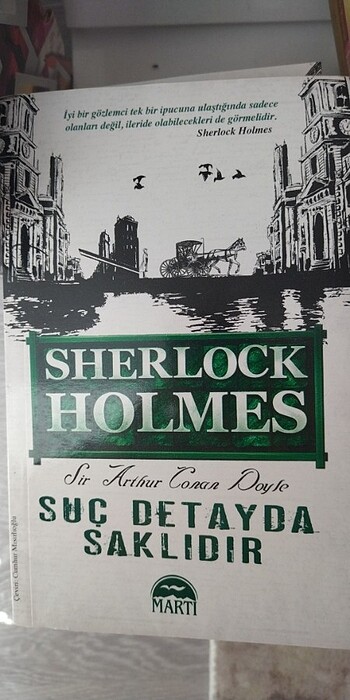 İyi bir gözlemci tek bir ipucuna ulaştığında sadece
olanları değil, ileride olabilecekleri de görmelidir.
Sherlock Holmes
SHERLOCK
HOLMES
Sir Arthur Conan Doyle
SUÇ DETAYDA
SAKLIDIR
MARTI
Çeviri: